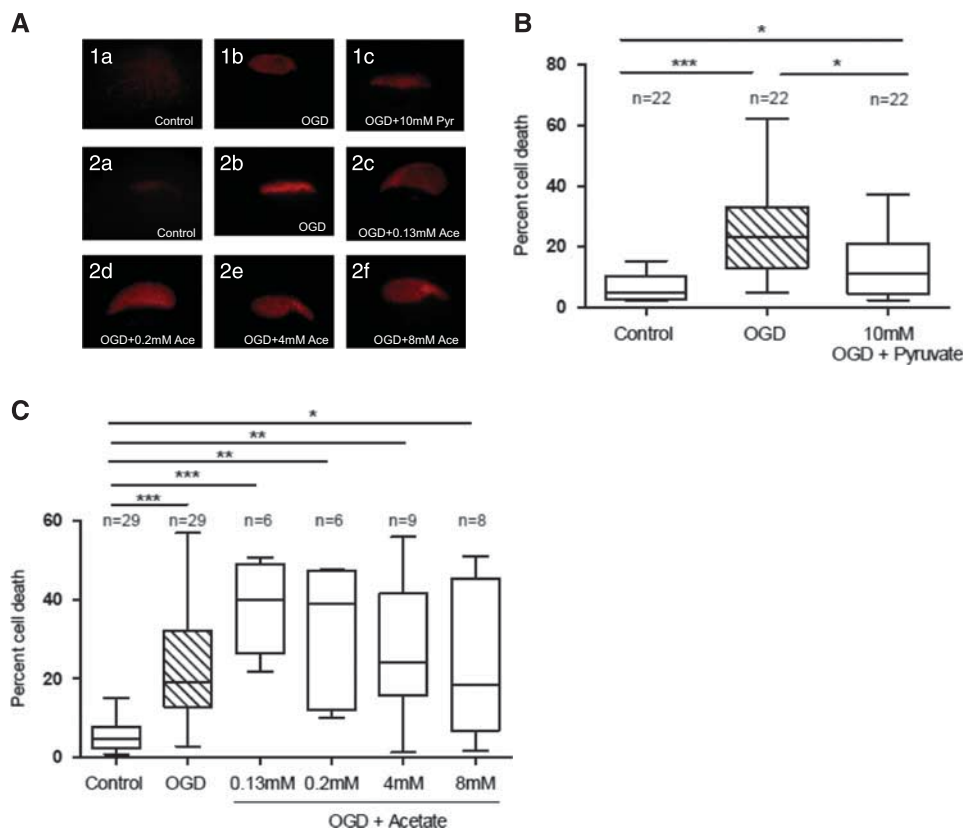 A
1a
Control
1b
OGD
1c
OGD+10mM Pyr
2a
Control
2b
OGD
2c
OGD+0.13mM Ace
2d
OGD+0.2mM Ace
2e
OGD+4mM Ace
2f
OGD+8mM Ace
B
*
*** *
n=22 n=22 n=22
80
60
40
20
0
Percent cell death
Control OGD 10mM
OGD + Pyruvate
C
*
**
**
***
***
n=29 n=29 n=6 n=6 n=9 n=8
60
40
20
0
Percent cell death
Control OGD 0.13mM 0.2mM 4mM 8mM
OGD + Acetate